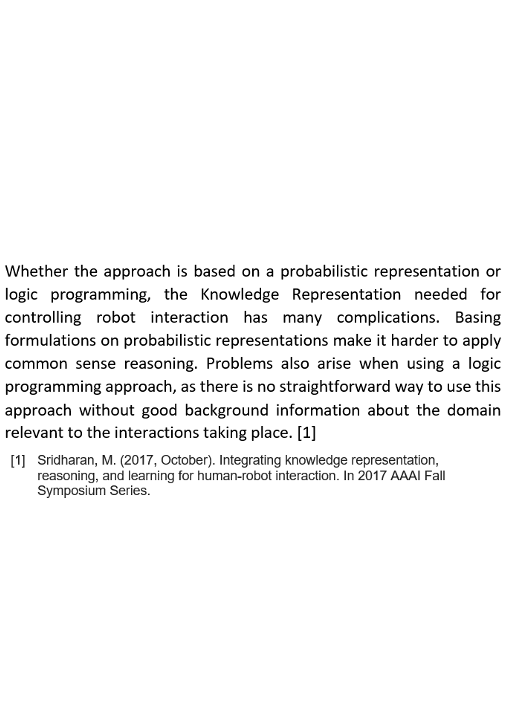 Whether the approach is based on a probabilistic representation or
logic programming, the Knowledge Representation needed for
controlling robot interaction has many complications. Basing
formulations on probabilistic representations make it harder to apply
common sense reasoning. Problems also arise when using a logic
programming approach, as there is no straightforward way to use this
approach without good background information about the domain
relevant to the interactions taking place. [1]
[1] Sridharan, M. (2017, October). Integrating knowledge representation,
reasoning, and learning for human-robot interaction. In 2017 AAAI Fall
Symposium Series.